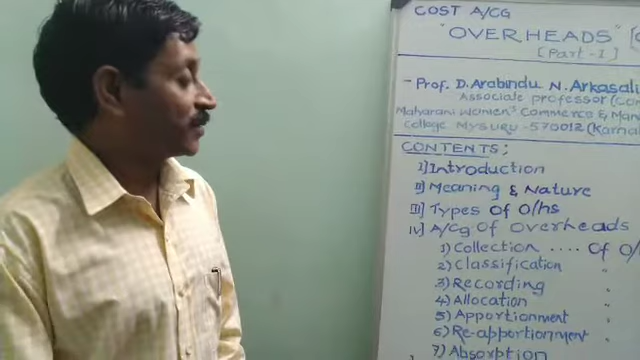 COST A/CG
"OVERHEADS"
[Part-I]
- Prof. D.Arabindu N.Arkasali
Associate professor
Maharani Women's Commerce &
College, MYSURU-570012
CONTENTS;
I] Introduction
II] Meaning & Nature
III] Types of O/hs
IV] A/Cg of overheads
1) Collection .... of
2) Classification "
3) Recording "
4) Allocation "
5) Apportionment "
6) Re-apportionment "
7) Absorption "